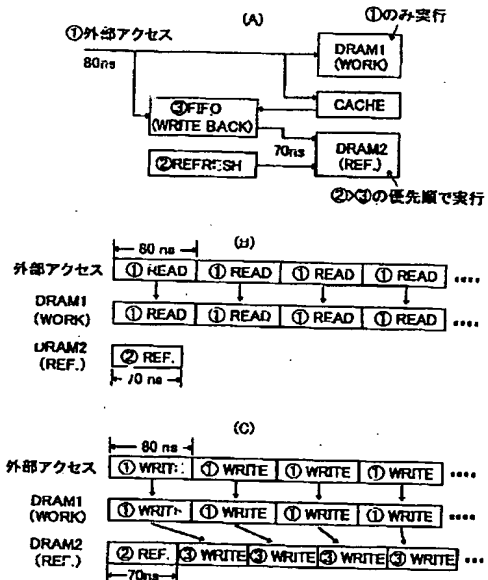 (A)
①のみ実行
①外部アクセス
80ns
DRAM1
(WORK)
CACHE
③FIFO
(WRITE BACK)
70ns
DRAM2
(REF.)
②REFRESH
②>③の優先順で実行
(B)
80 ns
外部アクセス ① READ ① READ ① READ ① READ ....
DRAM1
(WORK) ① READ ① READ ① READ ① READ ....
DRAM2
(REF.) ② REF.
70 ns
(C)
80 ns
外部アクセス ① WRITE ① WRITE ① WRITE ① WRITE ....
DRAM1
(WORK) ① WRITE ① WRITE ① WRITE ① WRITE ....
DRAM2
(REF.) ② REF. ③ WRITE ③ WRITE ③ WRITE ③ WRITE ....
70ns